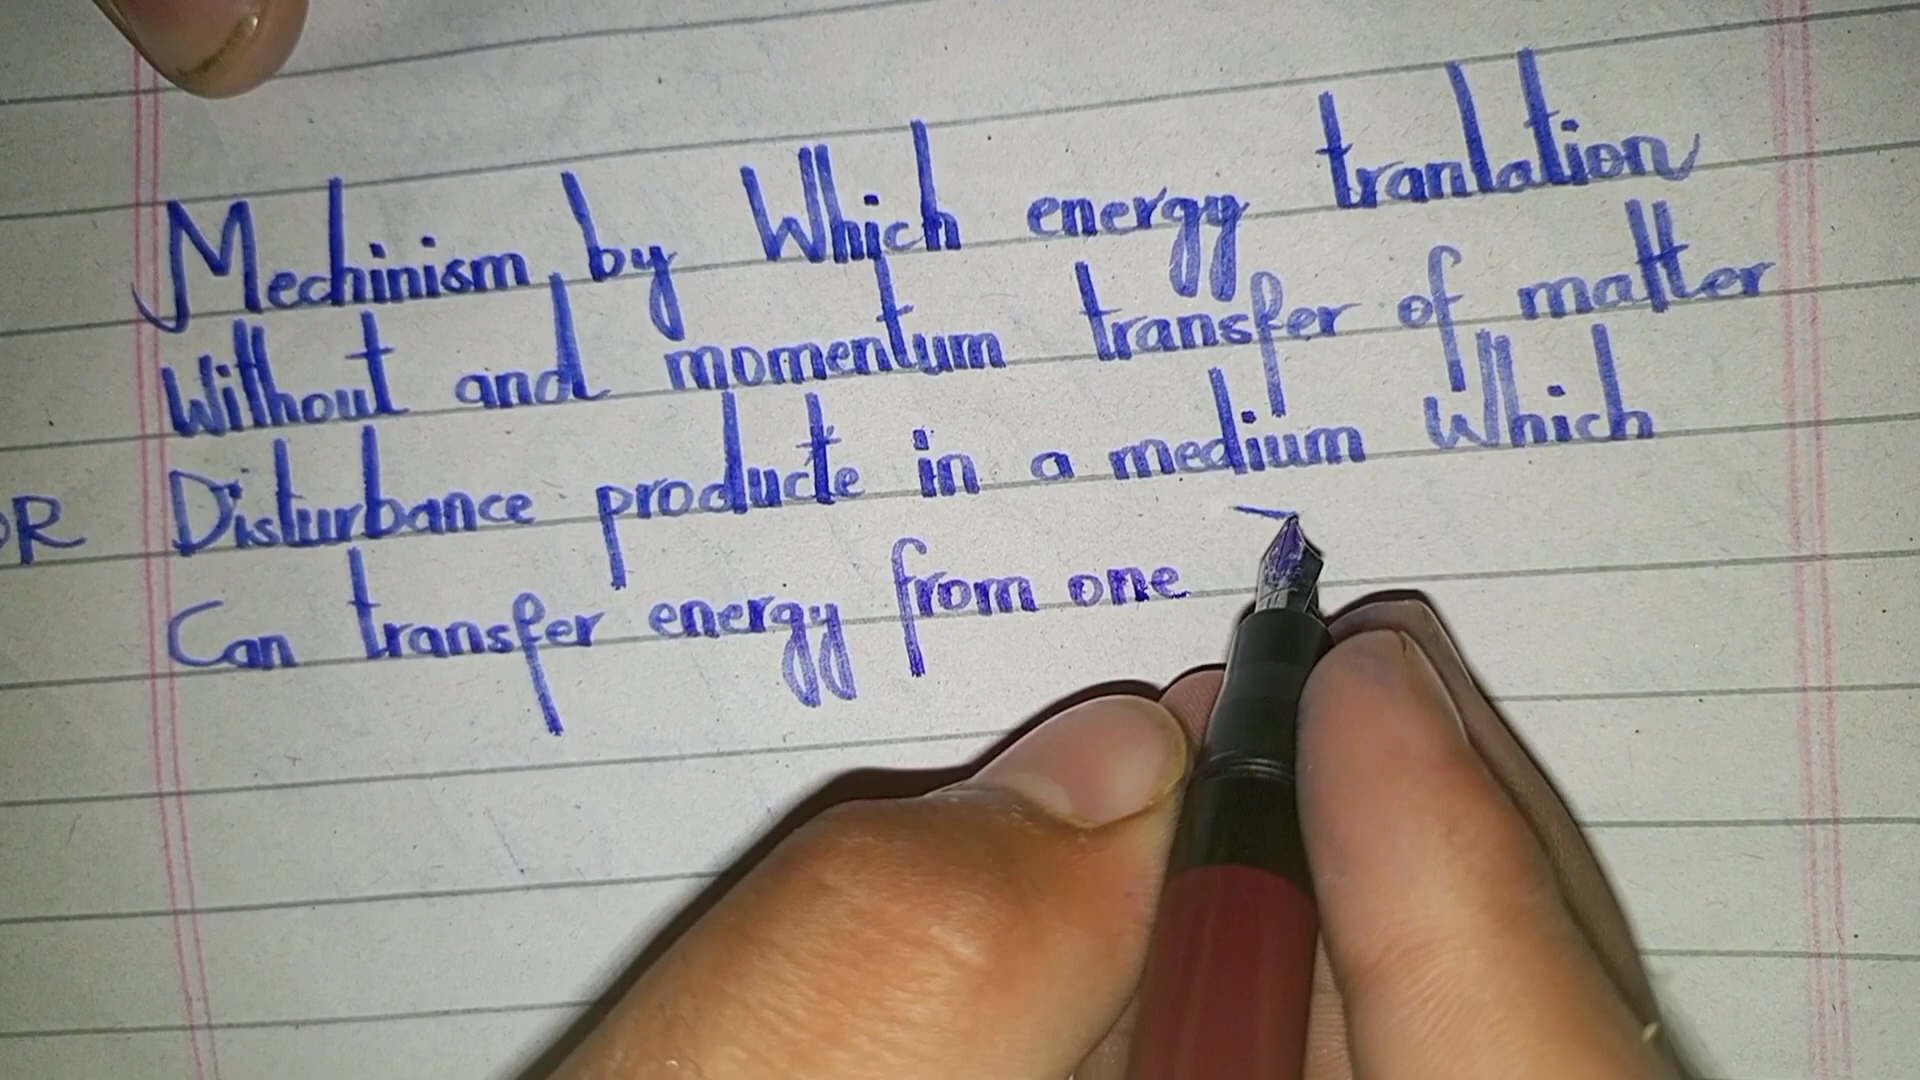 Mechinism by Which energy tranlation
Without and momentum transfer of matter
OR Disturbance producte in a medium Which
Can transfer energy from one